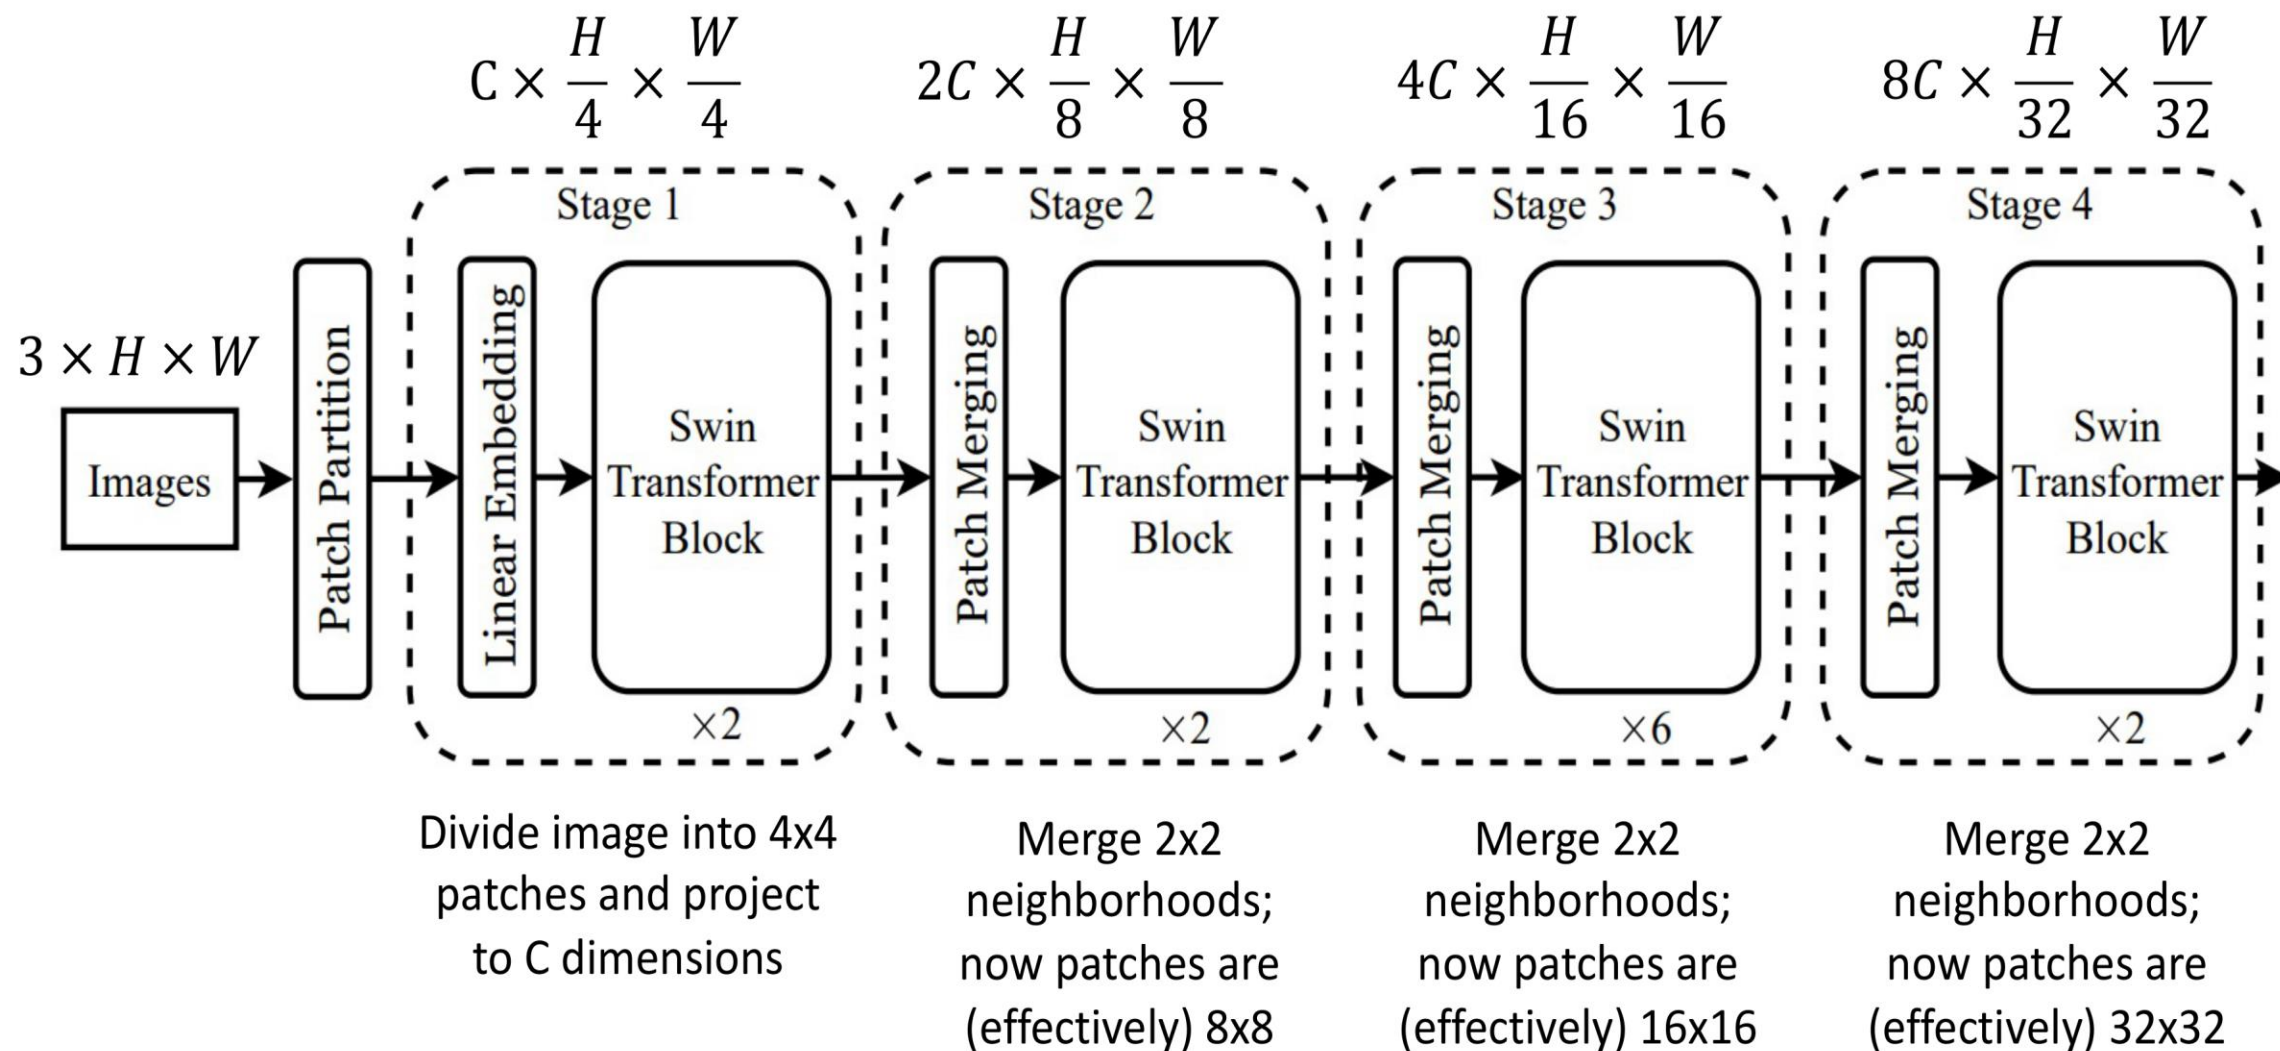 C × H/4 × W/4
2C × H/8 × W/8
4C × H/16 × W/16
8C × H/32 × W/32
3 × H × W
Images
Patch Partition
Stage 1
Linear Embedding
Swin
Transformer
Block
×2
Stage 2
Patch Merging
Swin
Transformer
Block
×2
Stage 3
Patch Merging
Swin
Transformer
Block
×6
Stage 4
Patch Merging
Swin
Transformer
Block
×2
Divide image into 4x4
patches and project
to C dimensions
Merge 2x2
neighborhoods;
now patches are
(effectively) 8x8
Merge 2x2
neighborhoods;
now patches are
(effectively) 16x16
Merge 2x2
neighborhoods;
now patches are
(effectively) 32x32